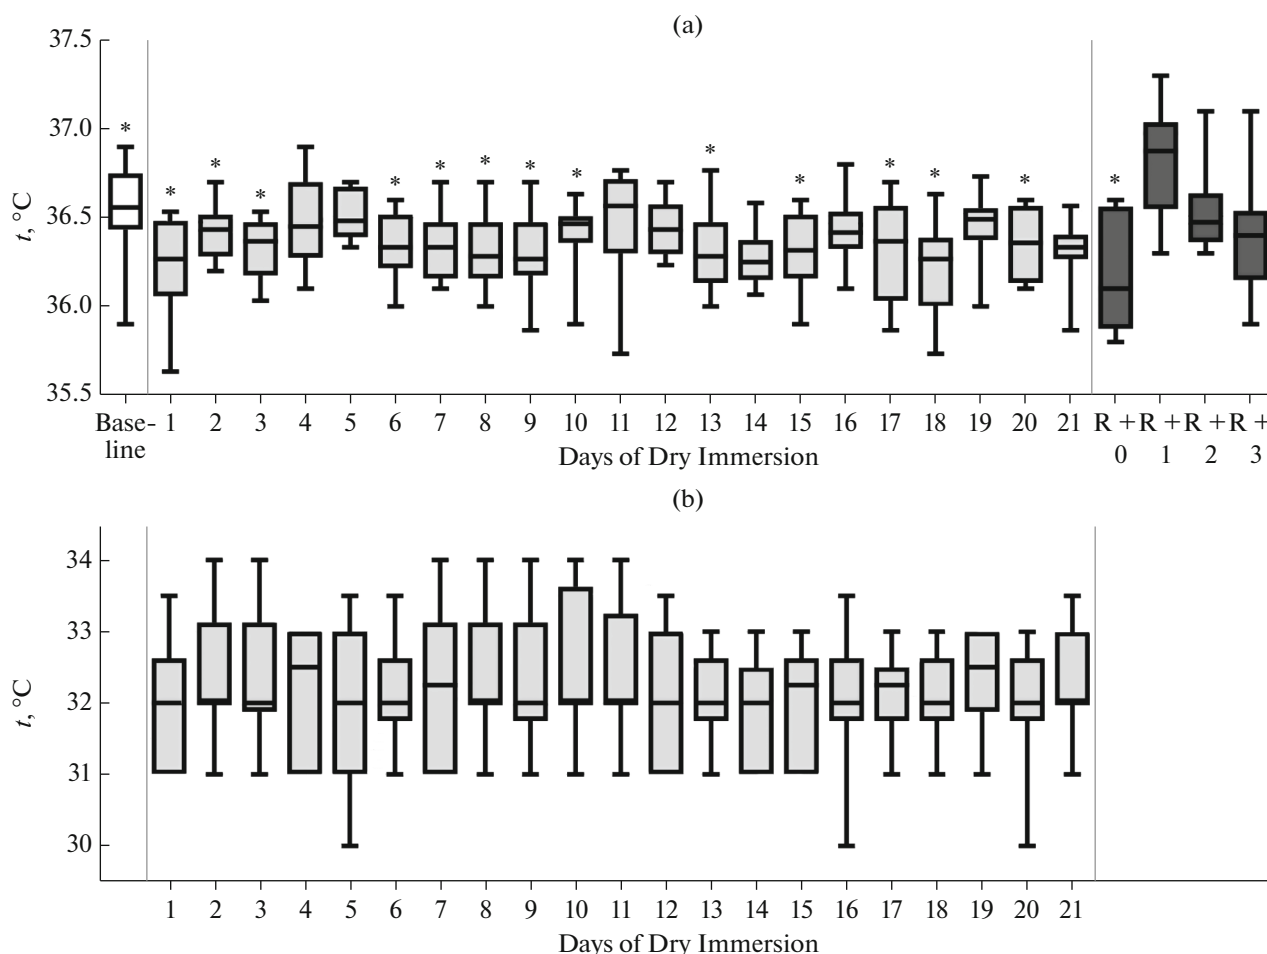 (a)
37.5
37.0
36.5
36.0
35.5
t, °C
* * * * * * * * * * * * * * * *
Base- 1 2 3 4 5 6 7 8 9 10 11 12 13 14 15 16 17 18 19 20 21 R + R + R + R +
line 0 1 2 3
Days of Dry Immersion
(b)
34
33
32
31
30
t, °C
1 2 3 4 5 6 7 8 9 10 11 12 13 14 15 16 17 18 19 20 21
Days of Dry Immersion